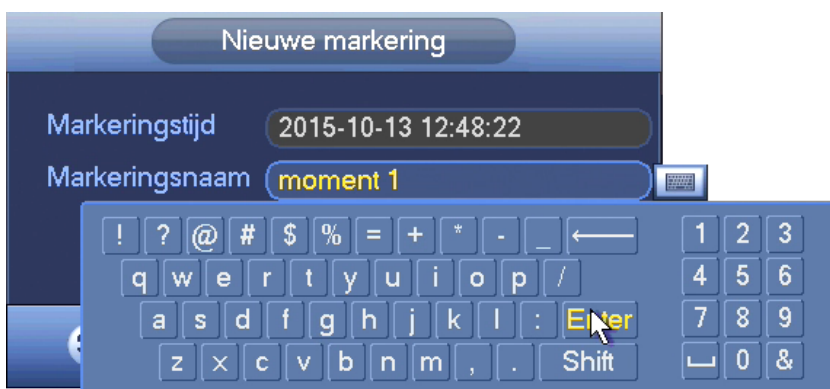 Nieuwe markering
Markeringstijd 2015-10-13 12:48:22
Markeringsnaam moment 1
! ? @ # $ % = + * - _ ← 1 2 3
q w e r t y u i o p / 4 5 6
a s d f g h j k l : Enter 7 8 9
z x c v b n m , . Shift 0 &